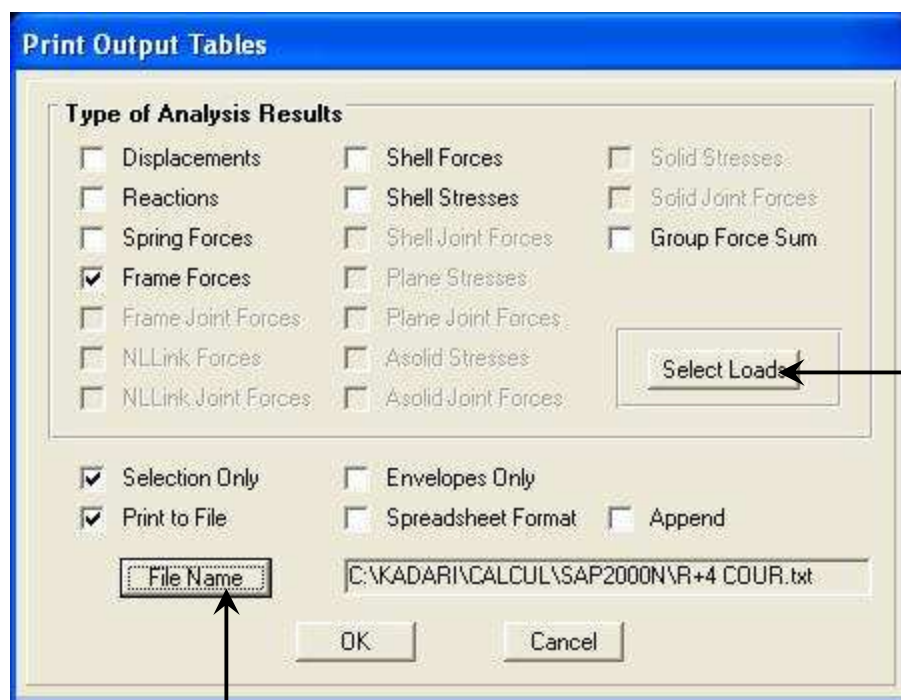 Print Output Tables
Type of Analysis Results
Displacements Shell Forces Solid Stresses
Reactions Shell Stresses Solid Joint Forces
Spring Forces Shell Joint Forces Group Force Sum
Frame Forces Plane Stresses
Frame Joint Forces Plane Joint Forces
NLLink Forces Asolid Stresses
Select Loads
NLLink Joint Forces Asolid Joint Forces
Selection Only Envelopes Only
Print to File Spreadsheet Format Append
File Name C:\KADARI\CALCUL\SAP2000N\R+4 COUR.txt
OK Cancel